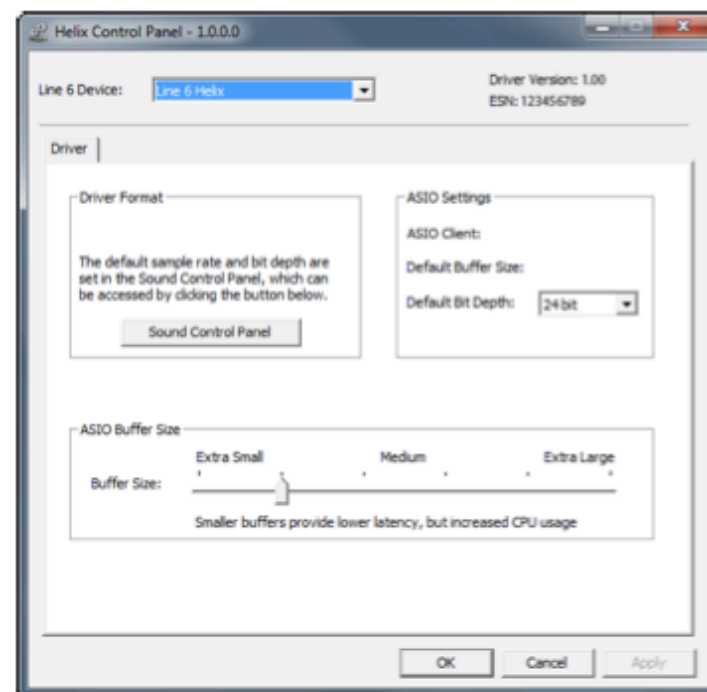 Helix Control Panel - 1.0.0.0
Line 6 Device:
Line 6 Helix
Driver Version: 1.00
ESN: 123456789
Driver
Driver Format
The default sample rate and bit depth are
set in the Sound Control Panel, which can
be accessed by clicking the button below.
Sound Control Panel
ASIO Settings
ASIO Client:
Default Buffer Size:
Default Bit Depth:
24 bit
ASIO Buffer Size
Extra Small
Medium
Extra Large
Buffer Size:
Smaller buffers provide lower latency, but increased CPU usage
OK
Cancel
Apply